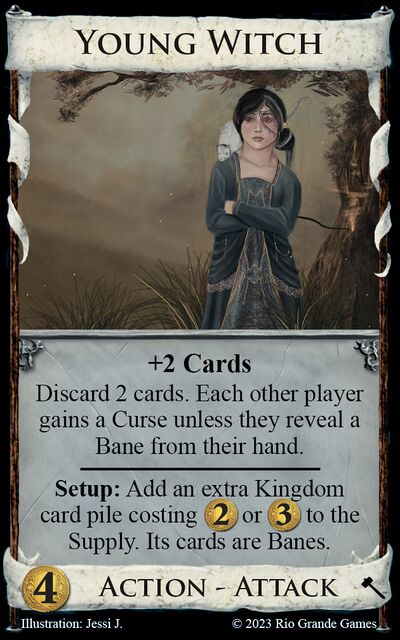 YOUNG WITCH
+2 Cards
Discard 2 cards. Each other player
gains a Curse unless they reveal a
Bane from their hand.
Setup: Add an extra Kingdom
card pile costing 2 or 3 to the
Supply. Its cards are Banes.
4 ACTION - ATTACK
Illustration: Jessi J. © 2023 Rio Grande Games